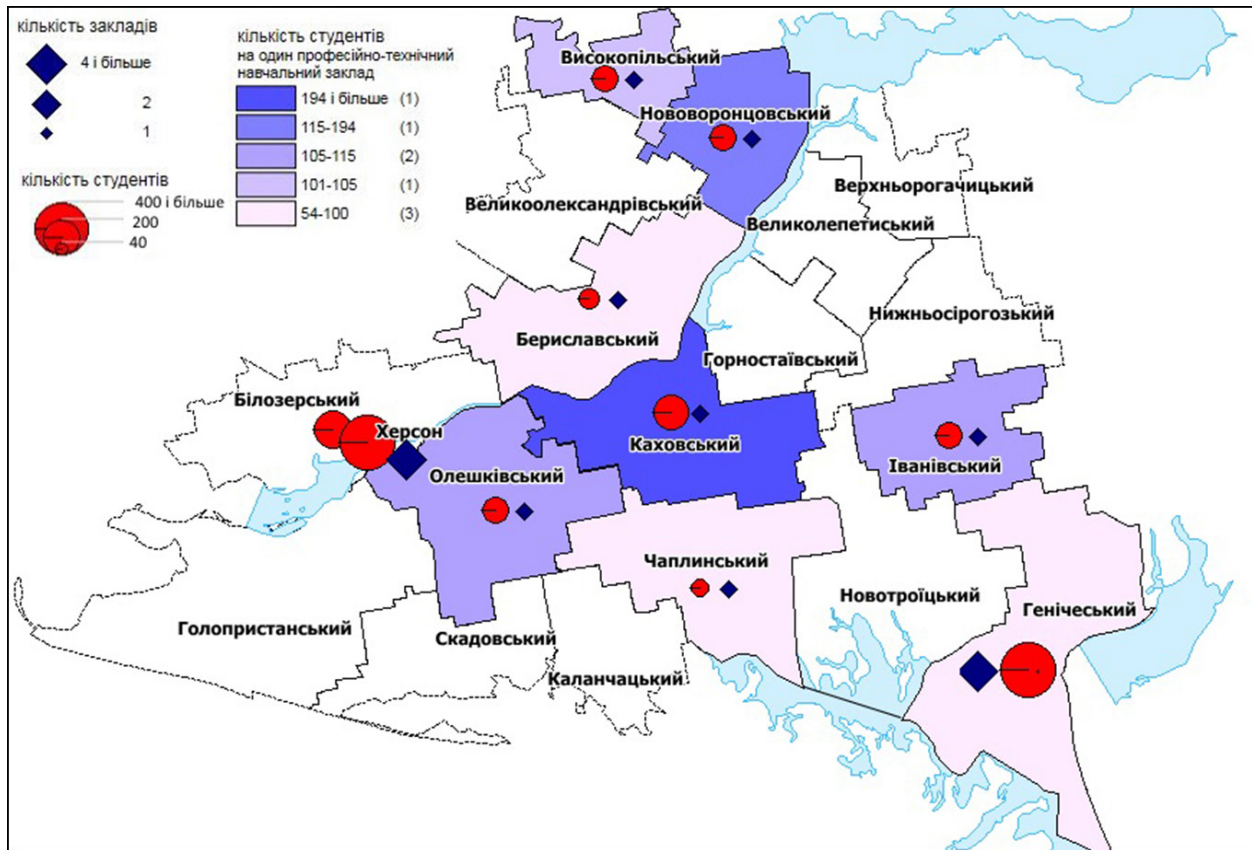 кількість закладів
4 і більше
2
1
кількість студентів
400 і більше
200
40
кількість студентів
на один професійно-технічний
навчальний заклад
194 і більше (1)
115-194 (1)
105-115 (2)
101-105 (1)
54-100 (3)
Високопільський
Нововоронцовський
Верхньорогачицький
Великоолександрівський
Великолепетиський
Нижньосірогозький
Бериславський
Горностаївський
Білозерський
Херсон
Каховський
Іванівський
Олешківський
Чаплинський
Новотроїцький
Генічеський
Голопристанський
Скадовський
Каланчацький